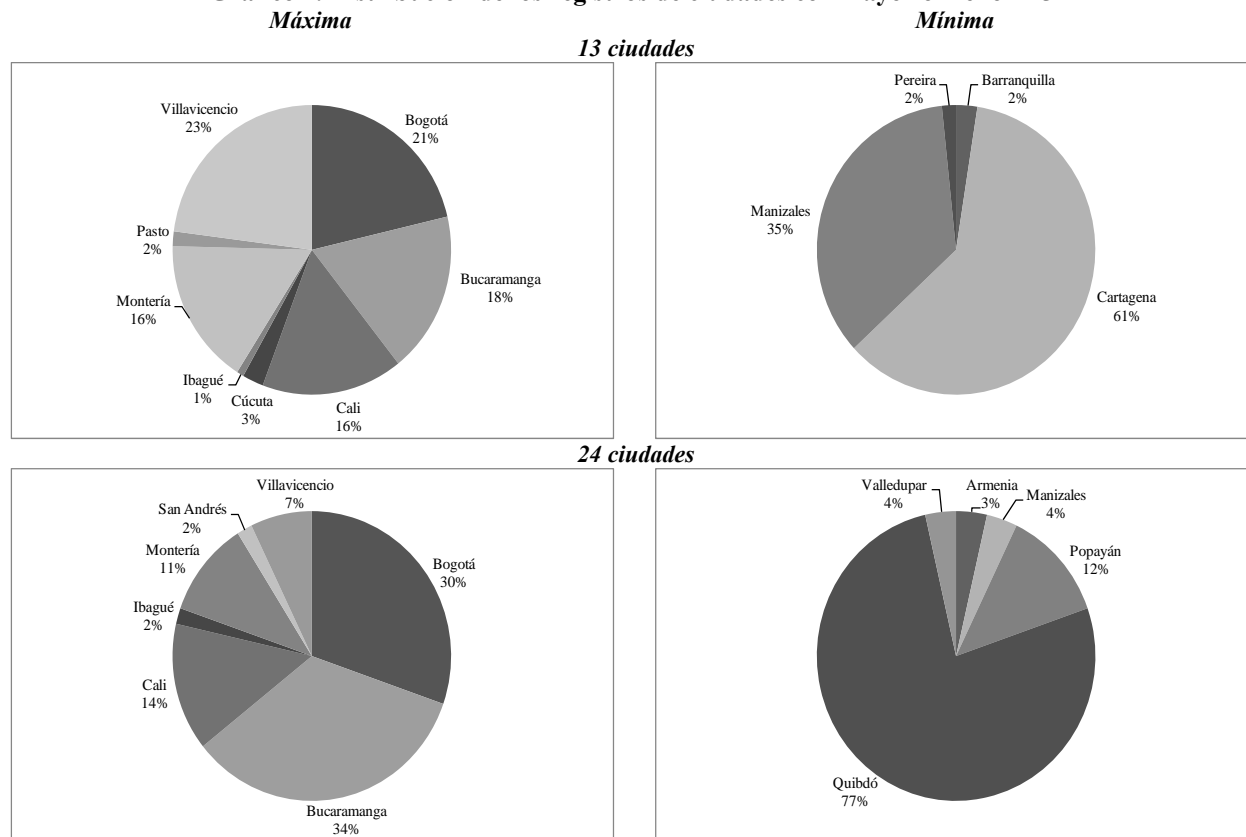 Máxima
Mínima
13 ciudades
Villavicencio
23%
Bogotá
21%
Bucaramanga
18%
Cali
16%
Cúcuta
3%
Ibagué
1%
Montería
16%
Pasto
2%
Pereira
2%
Barranquilla
2%
Manizales
35%
Cartagena
61%
24 ciudades
Villavicencio
7%
San Andrés
2%
Montería
11%
Ibagué
2%
Cali
14%
Bucaramanga
34%
Bogotá
30%
Valledupar
4%
Armenia
3%
Manizales
4%
Popayán
12%
Quibdó
77%